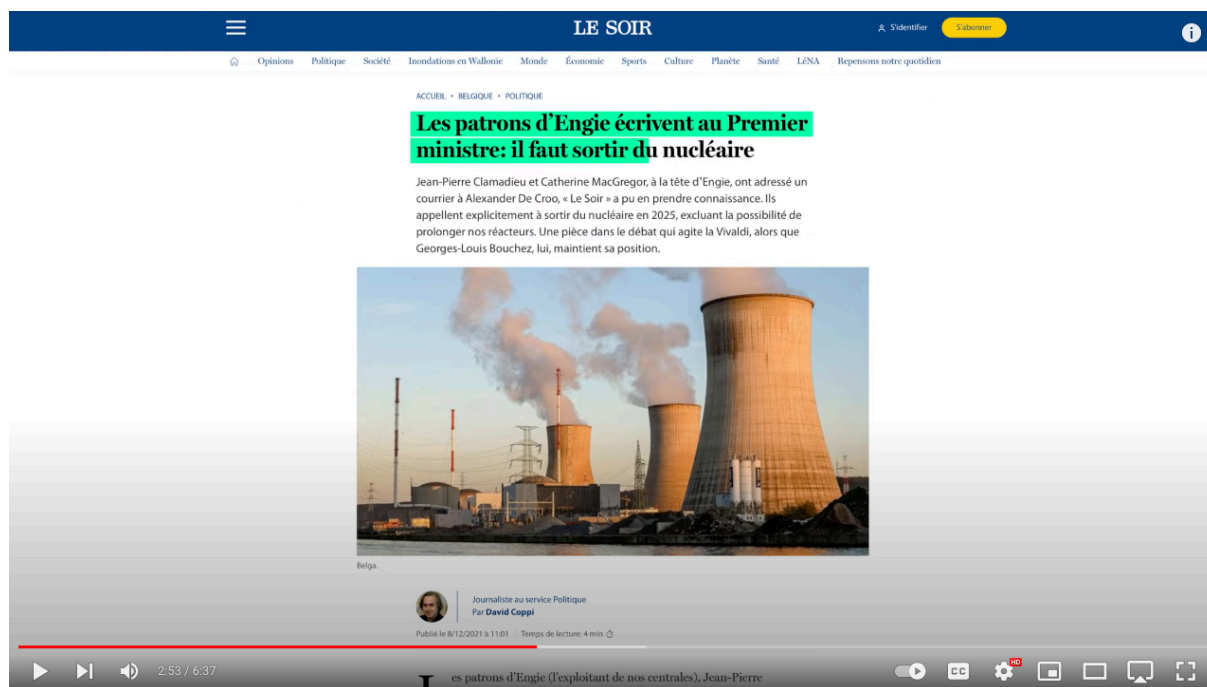 LE SOIR
S'identifier
S'abonner
Opinions Politique Société Inondations en Wallonie Monde Économie Sports Culture Planète Santé LéNA Repensons notre quotidien
ACCUEIL • BELGIQUE • POLITIQUE
Les patrons d'Engie écrivent au Premier
ministre: il faut sortir du nucléaire
Jean-Pierre Clamadieu et Catherine MacGregor, à la tête d'Engie, ont adressé un
courrier à Alexander De Croo, « Le Soir » a pu en prendre connaissance. Ils
appellent explicitement à sortir du nucléaire en 2025, excluant la possibilité de
prolonger nos réacteurs. Une pièce dans le débat qui agite la Vivaldi, alors que
Georges-Louis Bouchez, lui, maintient sa position.
Belga.
Journaliste au service Politique
Par David Coppi
Publié le 8/12/2021 à 11:01 | Temps de lecture: 4 min
2:53 / 6:37
CC
HD
Les patrons d'Engie (l'exploitant de nos centrales), Jean-Pierre